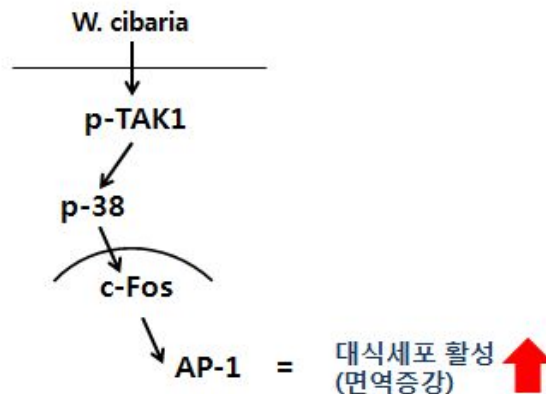 W. cibaria
p-TAK1
p-38
c-Fos
AP-1 = 대식세포 활성
(면역증강)